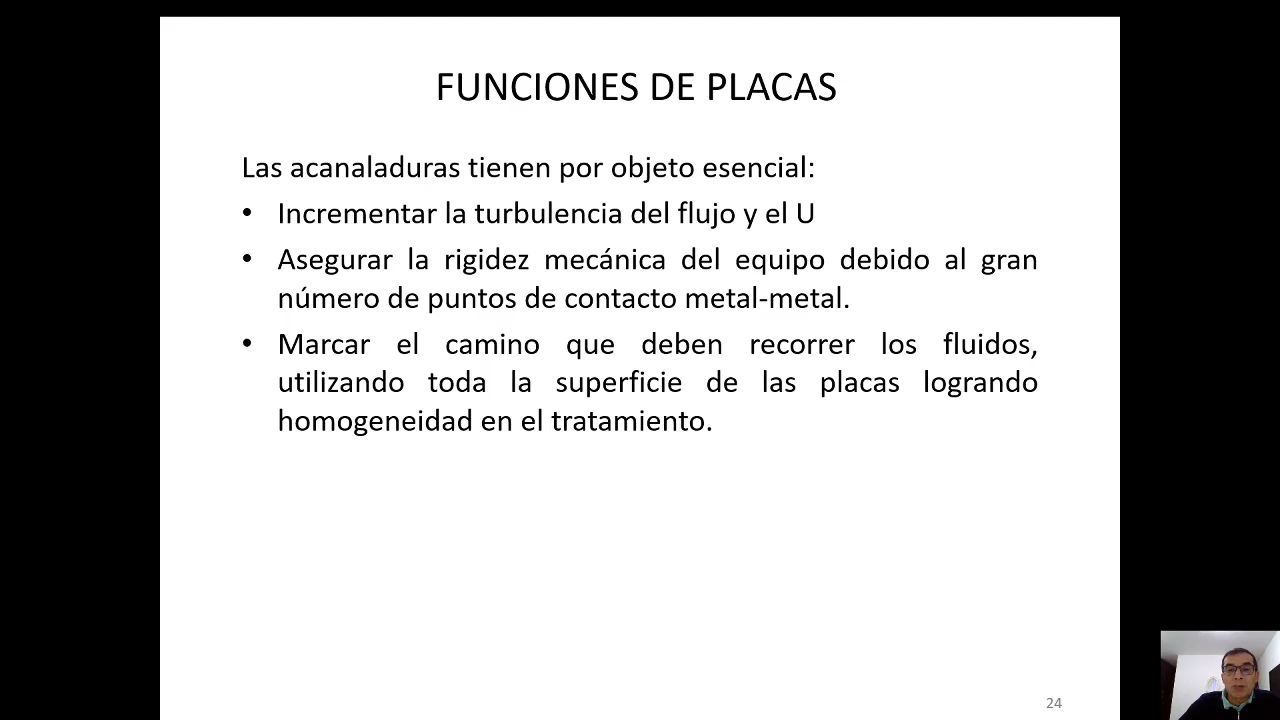 FUNCIONES DE PLACAS
Las acanaladuras tienen por objeto esencial:
• Incrementar la turbulencia del flujo y el U
• Asegurar la rigidez mecánica del equipo debido al gran
número de puntos de contacto metal-metal.
• Marcar el camino que deben recorrer los fluidos,
utilizando toda la superficie de las placas logrando
homogeneidad en el tratamiento.
24